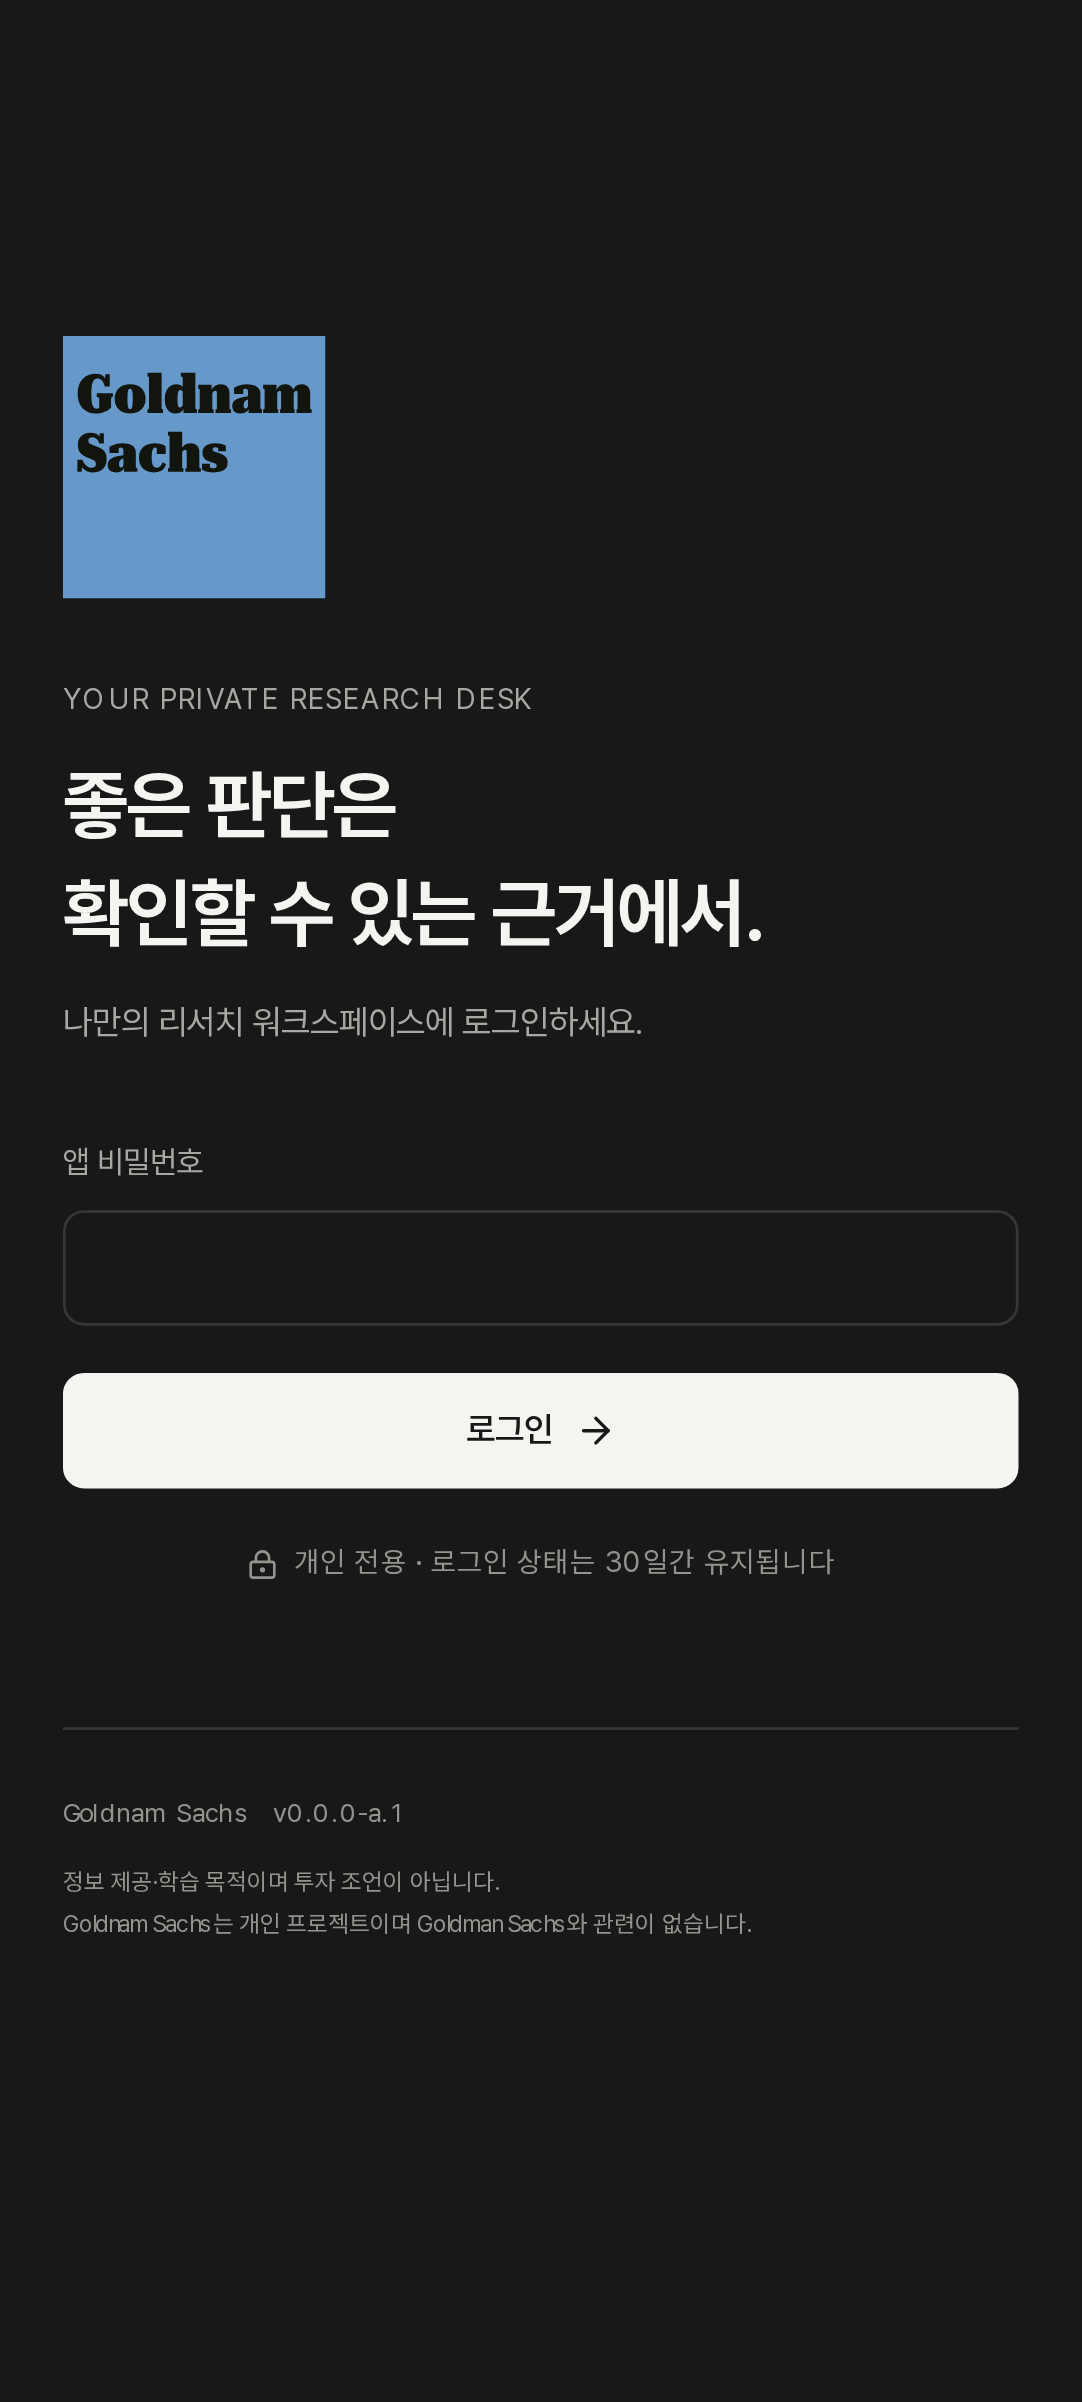 Goldnam
Sachs
YOUR PRIVATE RESEARCH DESK
좋은 판단은
확인할 수 있는 근거에서.
나만의 리서치 워크스페이스에 로그인하세요.
앱 비밀번호
로그인 →
개인 전용 · 로그인 상태는 30일간 유지됩니다
Goldnam Sachs v0.0.0-a.1
정보 제공·학습 목적이며 투자 조언이 아닙니다.
Goldnam Sachs는 개인 프로젝트이며 Goldman Sachs와 관련이 없습니다.